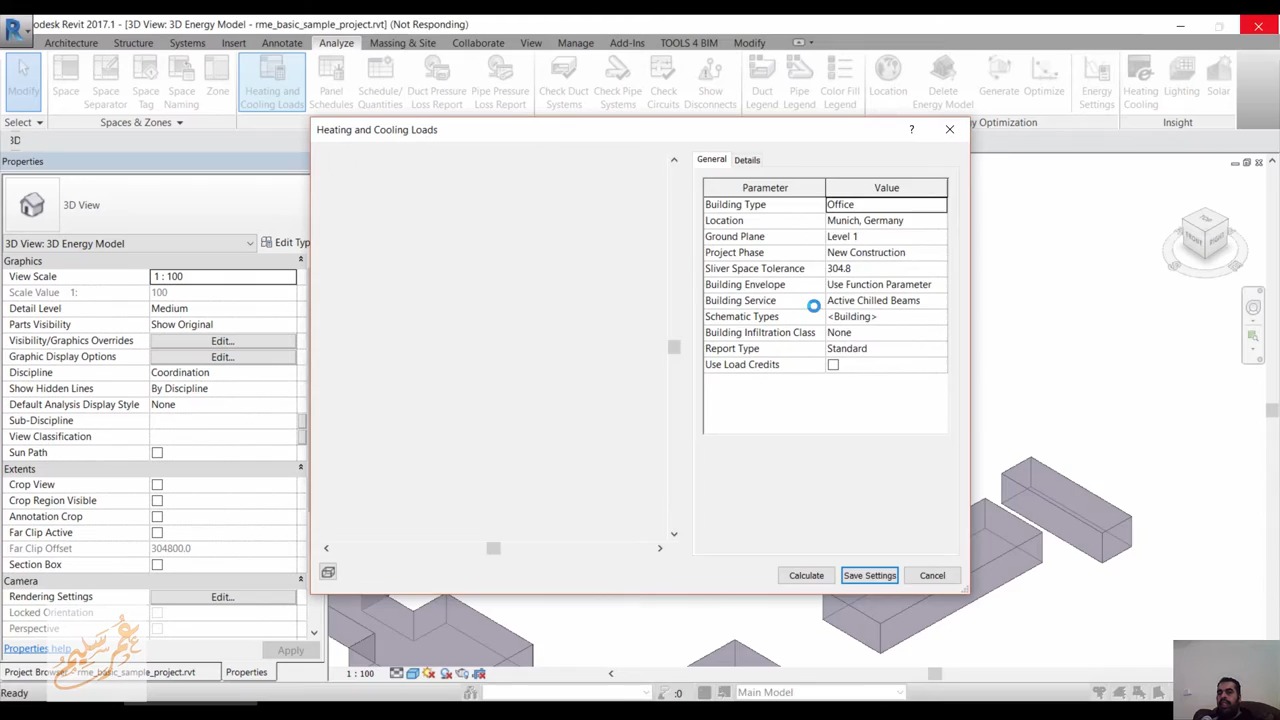 odesk Revit 2017.1 - [3D View: 3D Energy Model - rme_basic_sample_project.rvt] (Not Responding)
Architecture Structure Systems Insert Annotate Analyze Massing & Site Collaborate View Manage Add-Ins TOOLS 4 BIM Modify
Modify Space Space Separator Space Tag Space Naming Zone Heating and Cooling Loads Panel Schedules Schedule/ Quantities Duct Pressure Loss Report Pipe Pressure Loss Report Check Duct Systems Check Pipe Systems Check Circuits Show Disconnects Duct Legend Pipe Legend Color Fill Legend Location Delete Energy Model Generate Optimize Energy Settings Heating Cooling Lighting Solar
Select Spaces & Zones y Optimization Insight
3D
Heating and Cooling Loads ?
Properties
3D View
3D View: 3D Energy Model Edit Typ
Graphics
View Scale 1 : 100
Scale Value 1: 100
Detail Level Medium
Parts Visibility Show Original
Visibility/Graphics Overrides Edit...
Graphic Display Options Edit...
Discipline Coordination
Show Hidden Lines By Discipline
Default Analysis Display Style None
Sub-Discipline
View Classification
Sun Path
Extents
Crop View
Crop Region Visible
Annotation Crop
Far Clip Active
Far Clip Offset 304800.0
Section Box
Camera
Rendering Settings Edit...
Locked Orientation
Perspective
Properties help Apply
عمر سليم
Project Browser - rme_basic_sample_project.rvt Properties
General Details
Parameter Value
Building Type Office
Location Munich, Germany
Ground Plane Level 1
Project Phase New Construction
Sliver Space Tolerance 304.8
Building Envelope Use Function Parameter
Building Service Active Chilled Beams
Schematic Types <Building>
Building Infiltration Class None
Report Type Standard
Use Load Credits
Calculate Save Settings Cancel
TOP
FRONT RIGHT
1 : 100
Ready :0 Main Model